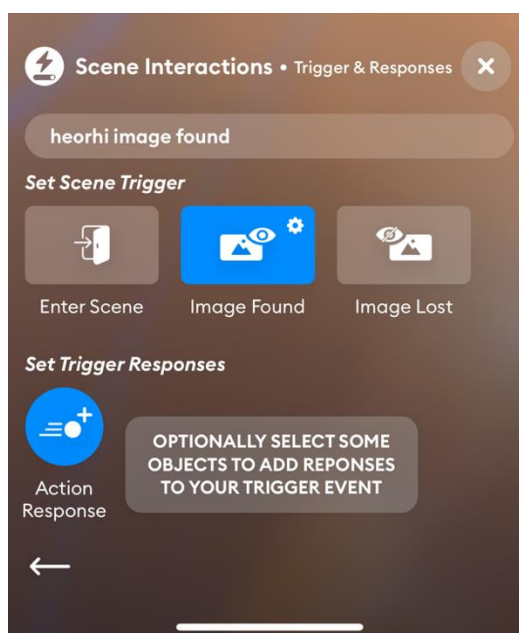 Scene Interactions • Trigger & Responses
heorhi image found
Set Scene Trigger
Enter Scene Image Found Image Lost
Set Trigger Responses
OPTIONALLY SELECT SOME
OBJECTS TO ADD REPONSES
TO YOUR TRIGGER EVENT
Action
Response